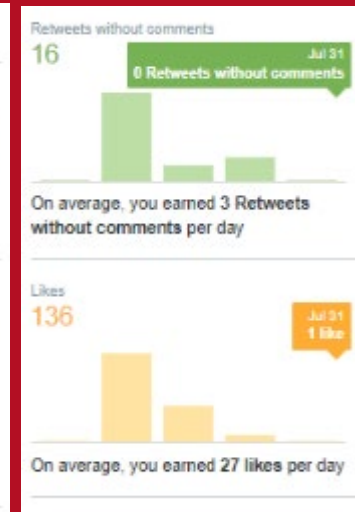 Retweets without comments
16
Jul 31
0 Retweets without comments
On average, you earned 3 Retweets
without comments per day
Likes
136
Jul 31
1 like
On average, you earned 27 likes per day